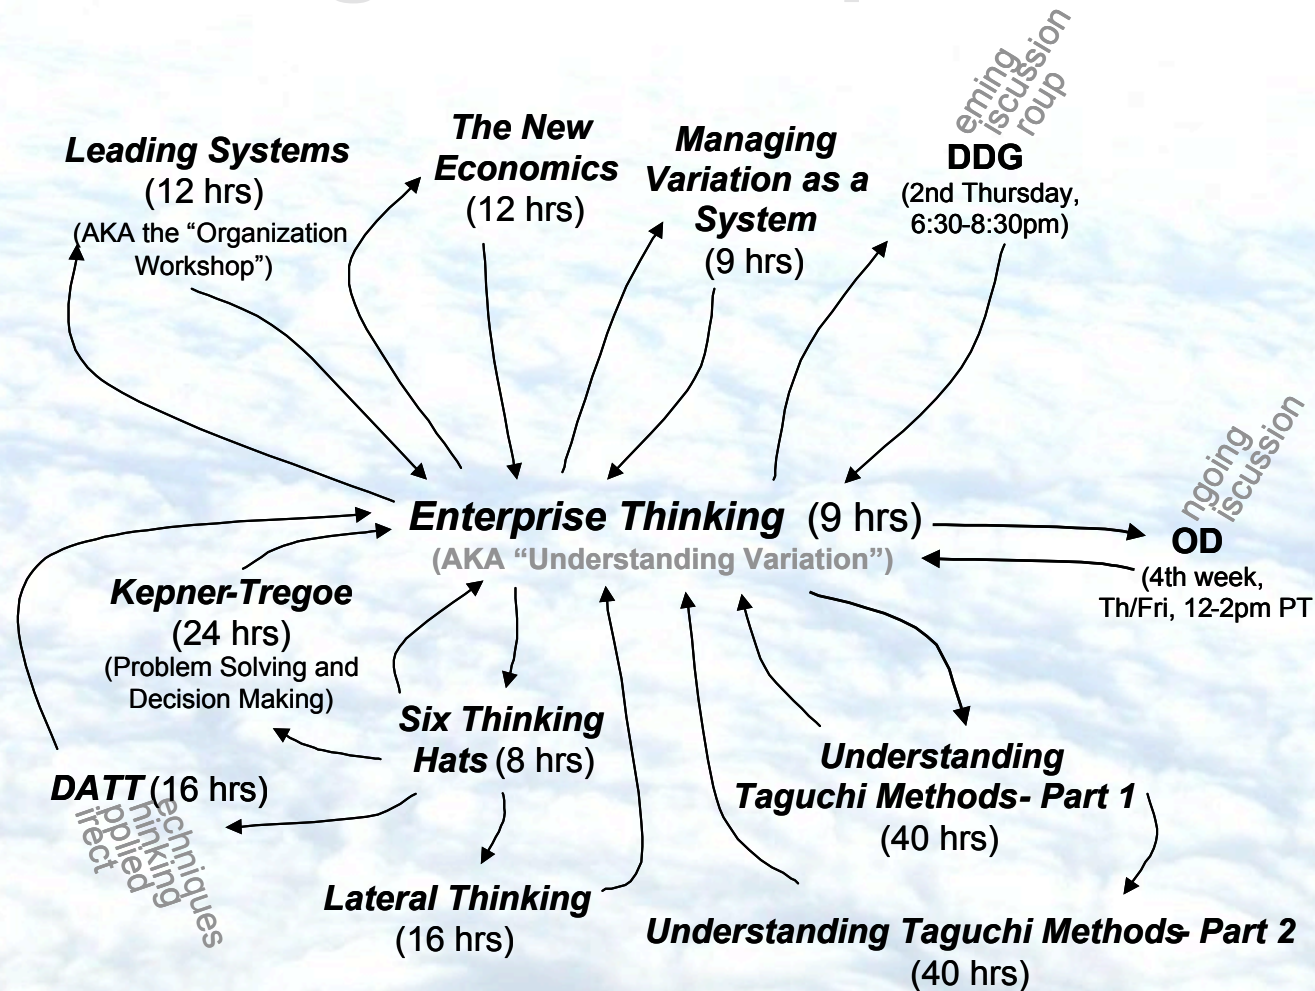 eming
iscussion
roup
DDG
(2nd Thursday,
6:30-8:30pm)
Leading Systems
(12 hrs)
(AKA the “Organization
Workshop”)
The New
Economics
(12 hrs)
Managing
Variation as a
System
(9 hrs)
Enterprise Thinking (9 hrs)
(AKA “Understanding Variation”)
ngoing
iscussion
OD
(4th week,
Th/Fri, 12-2pm PT
Kepner-Tregoe
(24 hrs)
(Problem Solving and
Decision Making)
Six Thinking
Hats (8 hrs)
DATT (16 hrs)
irect
pplied
hinking
echniques
Lateral Thinking
(16 hrs)
Understanding
Taguchi Methods- Part 1
(40 hrs)
Understanding Taguchi Methods- Part 2
(40 hrs)